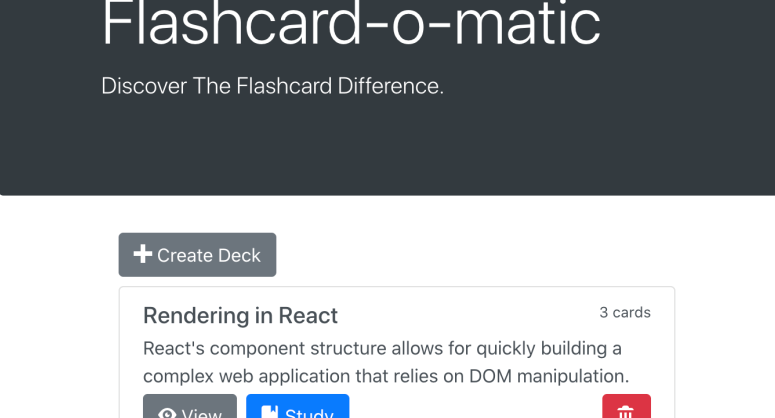 Flashcard-o-matic
Discover The Flashcard Difference.
Create Deck
Rendering in React
3 cards
React's component structure allows for quickly building a
complex web application that relies on DOM manipulation.
View
Study